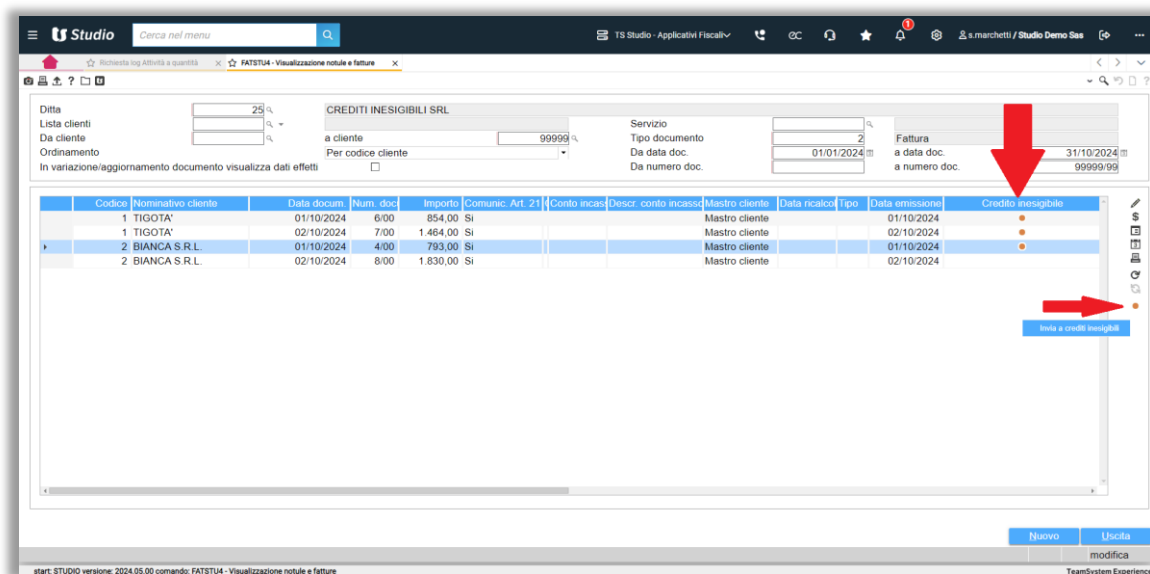 Studio Cerca nel menu TS Studio - Applicativi Fiscali 1 s.marchetti / Studio Demo Sas
Richiesta log Attività a quantità x FATSTU4 - Visualizzazione notule e fatture x
Ditta 25 CREDITI INESIGIBILI SRL
Lista clienti Servizio
Da cliente a cliente 99999 Tipo documento 2 Fattura
Ordinamento Per codice cliente Da data doc. 01/01/2024 a data doc. 31/10/2024
In variazione/aggiornamento documento visualizza dati effetti Da numero doc. a numero doc. 99999/99
Codice Nominativo cliente Data docum. Num. doc Importo Comunic. Art. 21 Conto incas Descr. conto incasso Mastro cliente Data ricalcol Tipo Data emissione Credito inesigibile
1 TIGOTA' 01/10/2024 6/00 854,00 Si Mastro cliente 01/10/2024
1 TIGOTA' 02/10/2024 7/00 1.464,00 Si Mastro cliente 02/10/2024
2 BIANCA S.R.L. 01/10/2024 4/00 793,00 Si Mastro cliente 01/10/2024
2 BIANCA S.R.L. 02/10/2024 8/00 1.830,00 Si Mastro cliente 02/10/2024
Invia a crediti inesigibili
Nuovo Uscita
modifica
start: STUDIO versione: 2024.05.00 comando: FATSTU4 - Visualizzazione notule e fatture TeamSystem Experience